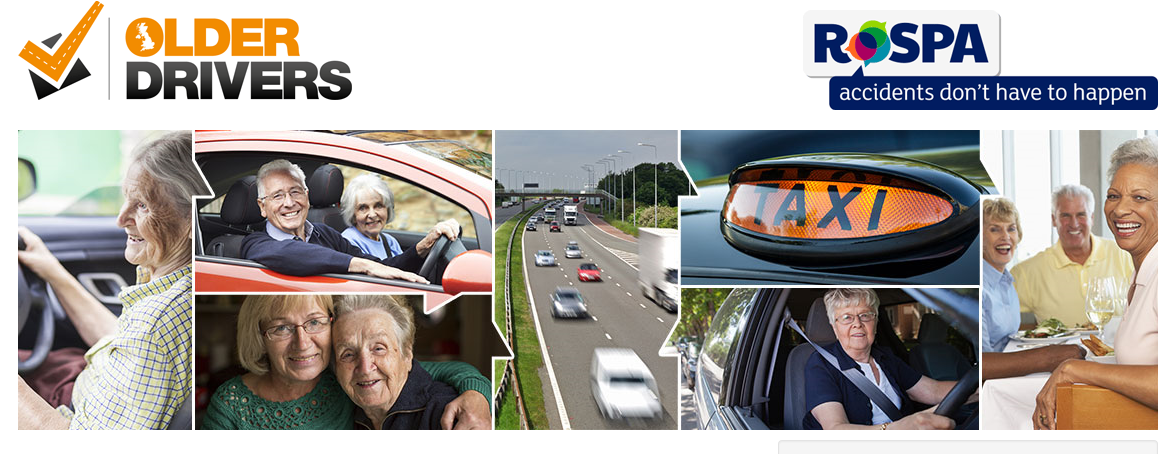 OLDER
DRIVERS
ROSPA
accidents don't have to happen
TAXI